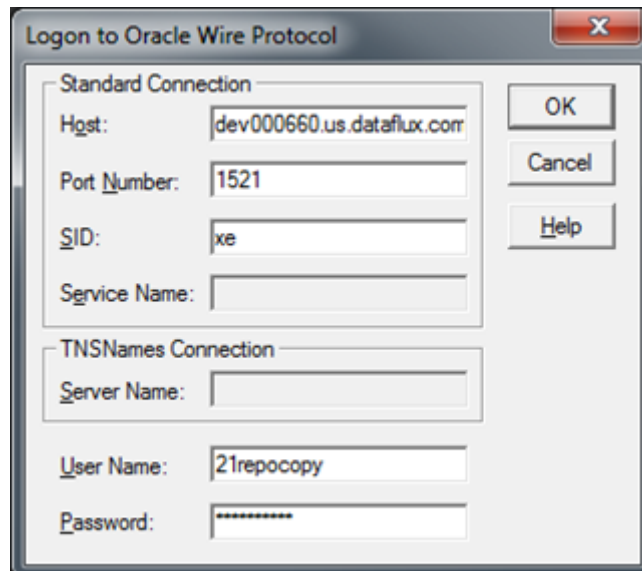 Logon to Oracle Wire Protocol
Standard Connection
Host: dev000660.us.dataflux.com
OK
Port Number: 1521
Cancel
SID: xe
Help
Service Name:
TNSNames Connection
Server Name:
User Name: 21repocopy
Password: **********